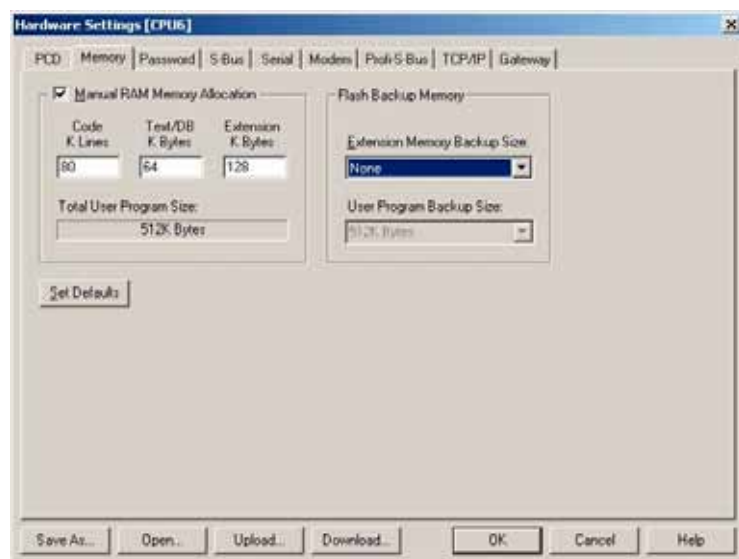 Hardware Settings [CPU6]
PCD Memory Password S-Bus Serial Modem Profi-S-Bus TCP/IP Gateway
Manual RAM Memory Allocation
Code K Lines
Text/DB K Bytes
Extension K Bytes
80 64 128
Total User Program Size:
512K Bytes
Flash Backup Memory
Extension Memory Backup Size:
None
User Program Backup Size:
512K Bytes
Set Defaults
Save As... Open... Upload... Download... OK Cancel Help